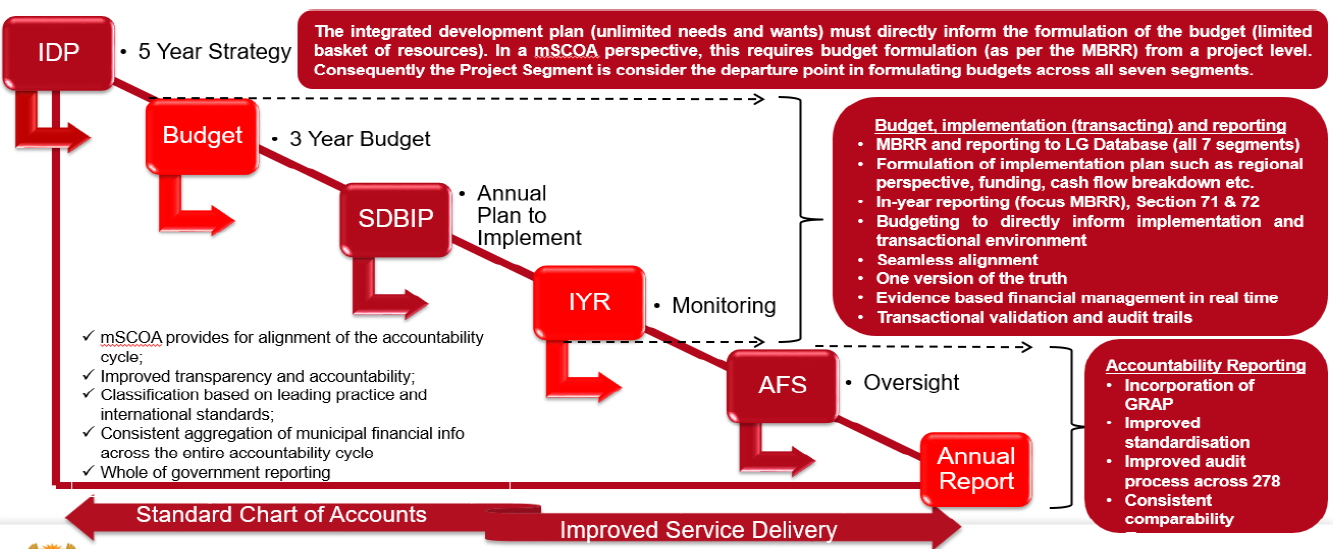 IDP
• 5 Year Strategy
The integrated development plan (unlimited needs and wants) must directly inform the formulation of the budget (limited
basket of resources). In a mSCOA perspective, this requires budget formulation (as per the MBRR) from a project level.
Consequently the Project Segment is consider the departure point in formulating budgets across all seven segments.
Budget
• 3 Year Budget
SDBIP
• Annual
Plan to
Implement
IYR
• Monitoring
AFS
• Oversight
Annual
Report
Budget, implementation (transacting) and reporting
• MBRR and reporting to LG Database (all 7 segments)
• Formulation of implementation plan such as regional
perspective, funding, cash flow breakdown etc.
• In-year reporting (focus MBRR), Section 71 & 72
• Budgeting to directly inform implementation and
transactional environment
• Seamless alignment
• One version of the truth
• Evidence based financial management in real time
• Transactional validation and audit trails
✓ mSCOA provides for alignment of the accountability
cycle;
✓ Improved transparency and accountability;
✓ Classification based on leading practice and
international standards;
✓ Consistent aggregation of municipal financial info
across the entire accountability cycle
✓ Whole of government reporting
Accountability Reporting
• Incorporation of
GRAP
• Improved
standardisation
• Improved audit
process across 278
• Consistent
comparability
Standard Chart of Accounts
Improved Service Delivery